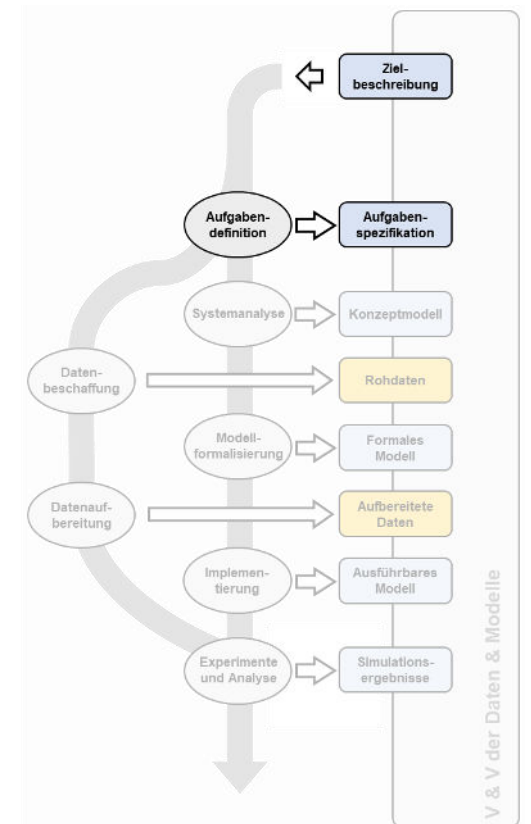 Ziel-
beschreibung
Aufgaben-
definition
Aufgaben-
spezifikation
Systemanalyse
Konzeptmodell
Daten-
beschaffung
Rohdaten
Modell-
formalisierung
Formales
Modell
Datenauf-
bereitung
Aufbereitete
Daten
Implemen-
tierung
Ausführbares
Modell
Experimente
und Analyse
Simulations-
ergebnisse
V & V der Daten & Modelle